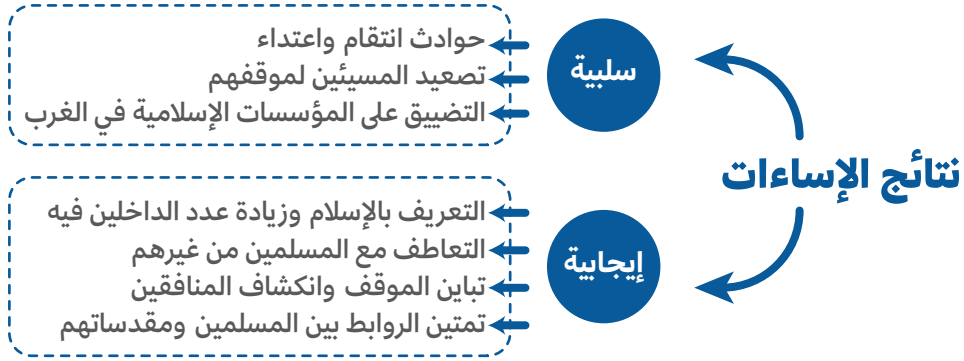 نتائج الإساءات
سلبية
حوادث انتقام واعتداء
تصعيد المسيئين لموقفهم
التضييق على المؤسسات الإسلامية في الغرب
إيجابية
التعريف بالإسلام وزيادة عدد الداخلين فيه
التعاطف مع المسلمين من غيرهم
تباين الموقف وانكشاف المنافقين
تمتين الروابط بين المسلمين ومقدساتهم